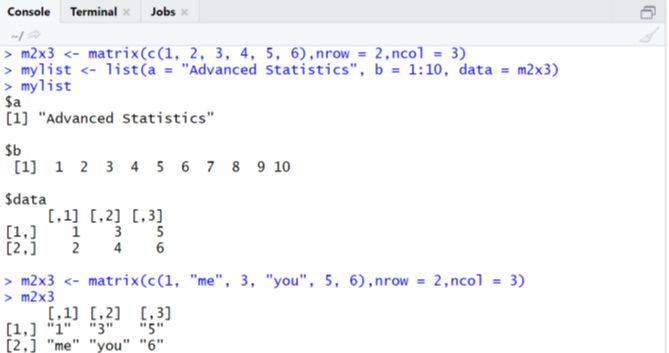 Console Terminal × Jobs ×
~/
> m2x3 <- matrix(c(1, 2, 3, 4, 5, 6),nrow = 2,ncol = 3)
> mylist <- list(a = "Advanced Statistics", b = 1:10, data = m2x3)
> mylist
$a
[1] "Advanced Statistics"
$b
[1] 1 2 3 4 5 6 7 8 9 10
$data
[,1] [,2] [,3]
[1,] 1 3 5
[2,] 2 4 6
> m2x3 <- matrix(c(1, "me", 3, "you", 5, 6),nrow = 2,ncol = 3)
> m2x3
[,1] [,2] [,3]
[1,] "1" "3" "5"
[2,] "me" "you" "6"